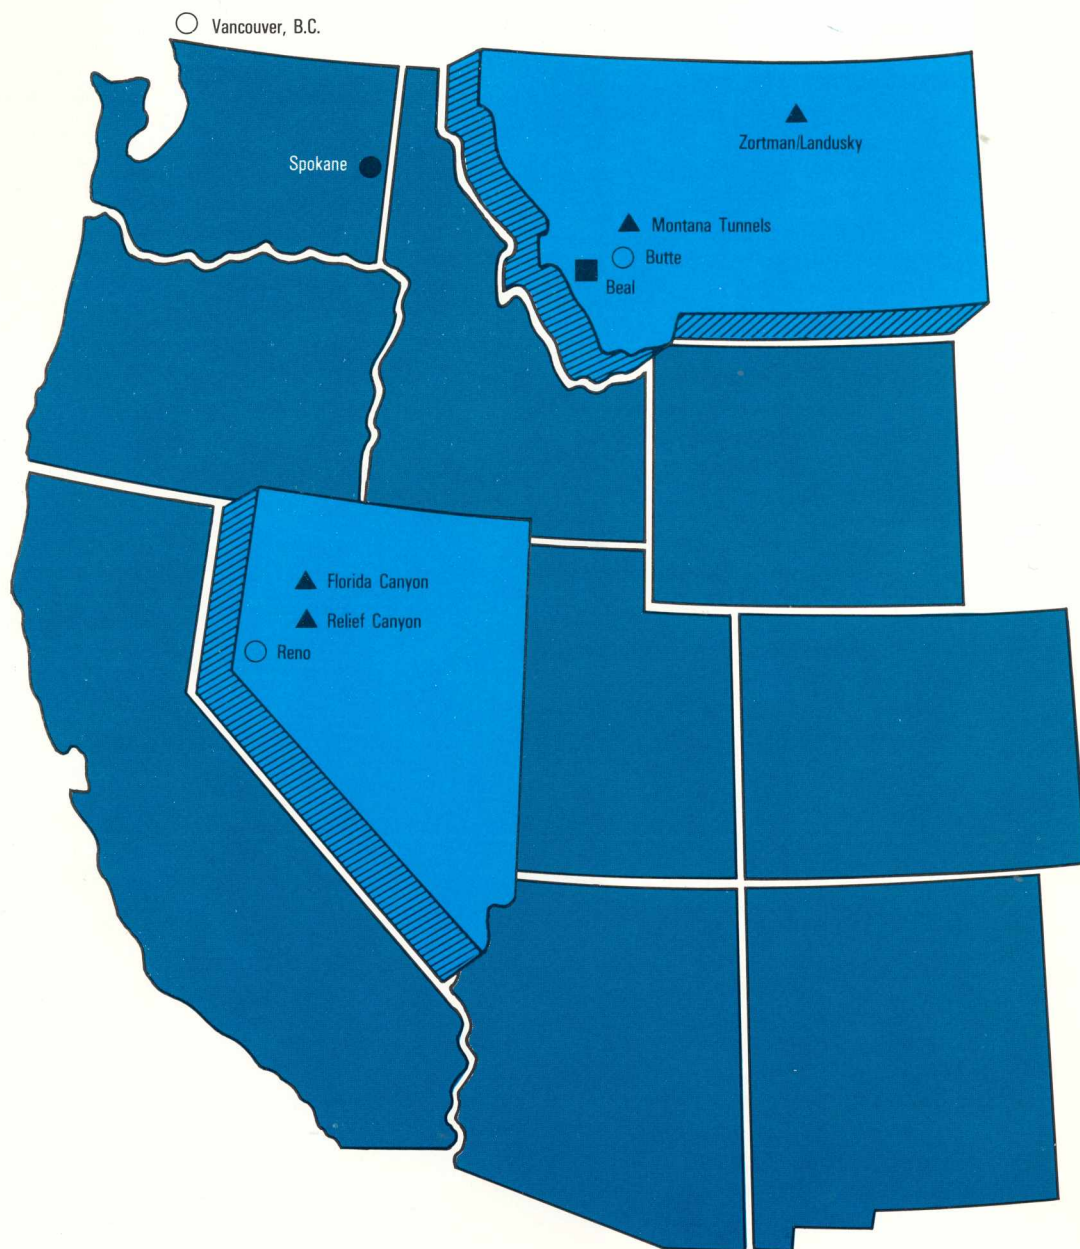 Vancouver, B.C.
Zortman/Landusky
Spokane
Montana Tunnels
Butte
Beal
Florida Canyon
Relief Canyon
Reno